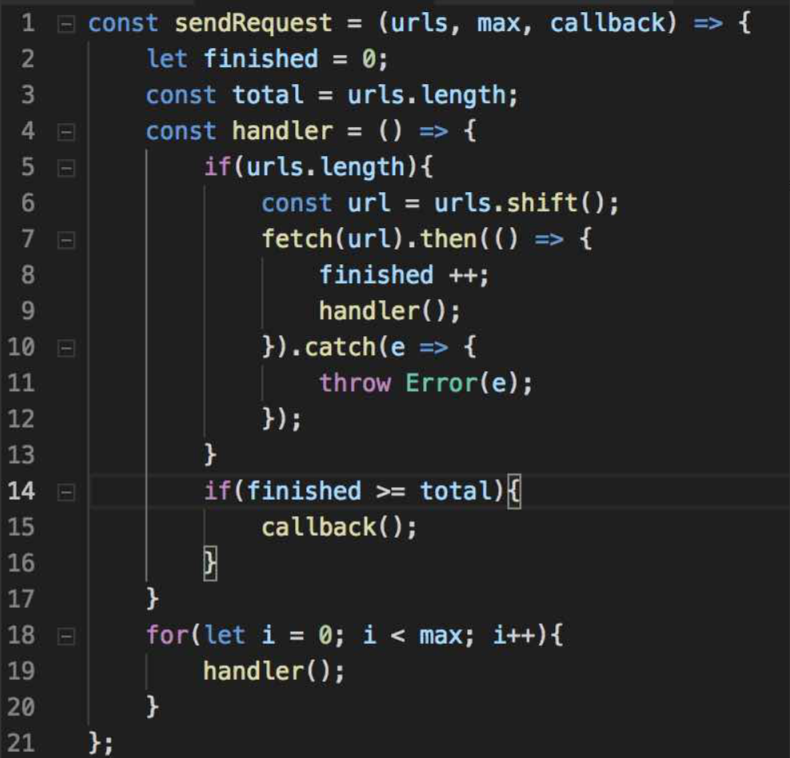 1 const sendRequest = (urls, max, callback) => {
2 let finished = 0;
3 const total = urls.length;
4 const handler = () => {
5 if(urls.length){
6 const url = urls.shift();
7 fetch(url).then(() => {
8 finished ++;
9 handler();
10 }).catch(e => {
11 throw Error(e);
12 });
13 }
14 if(finished >= total){
15 callback();
16 }
17 }
18 for(let i = 0; i < max; i++){
19 handler();
20 }
21 };